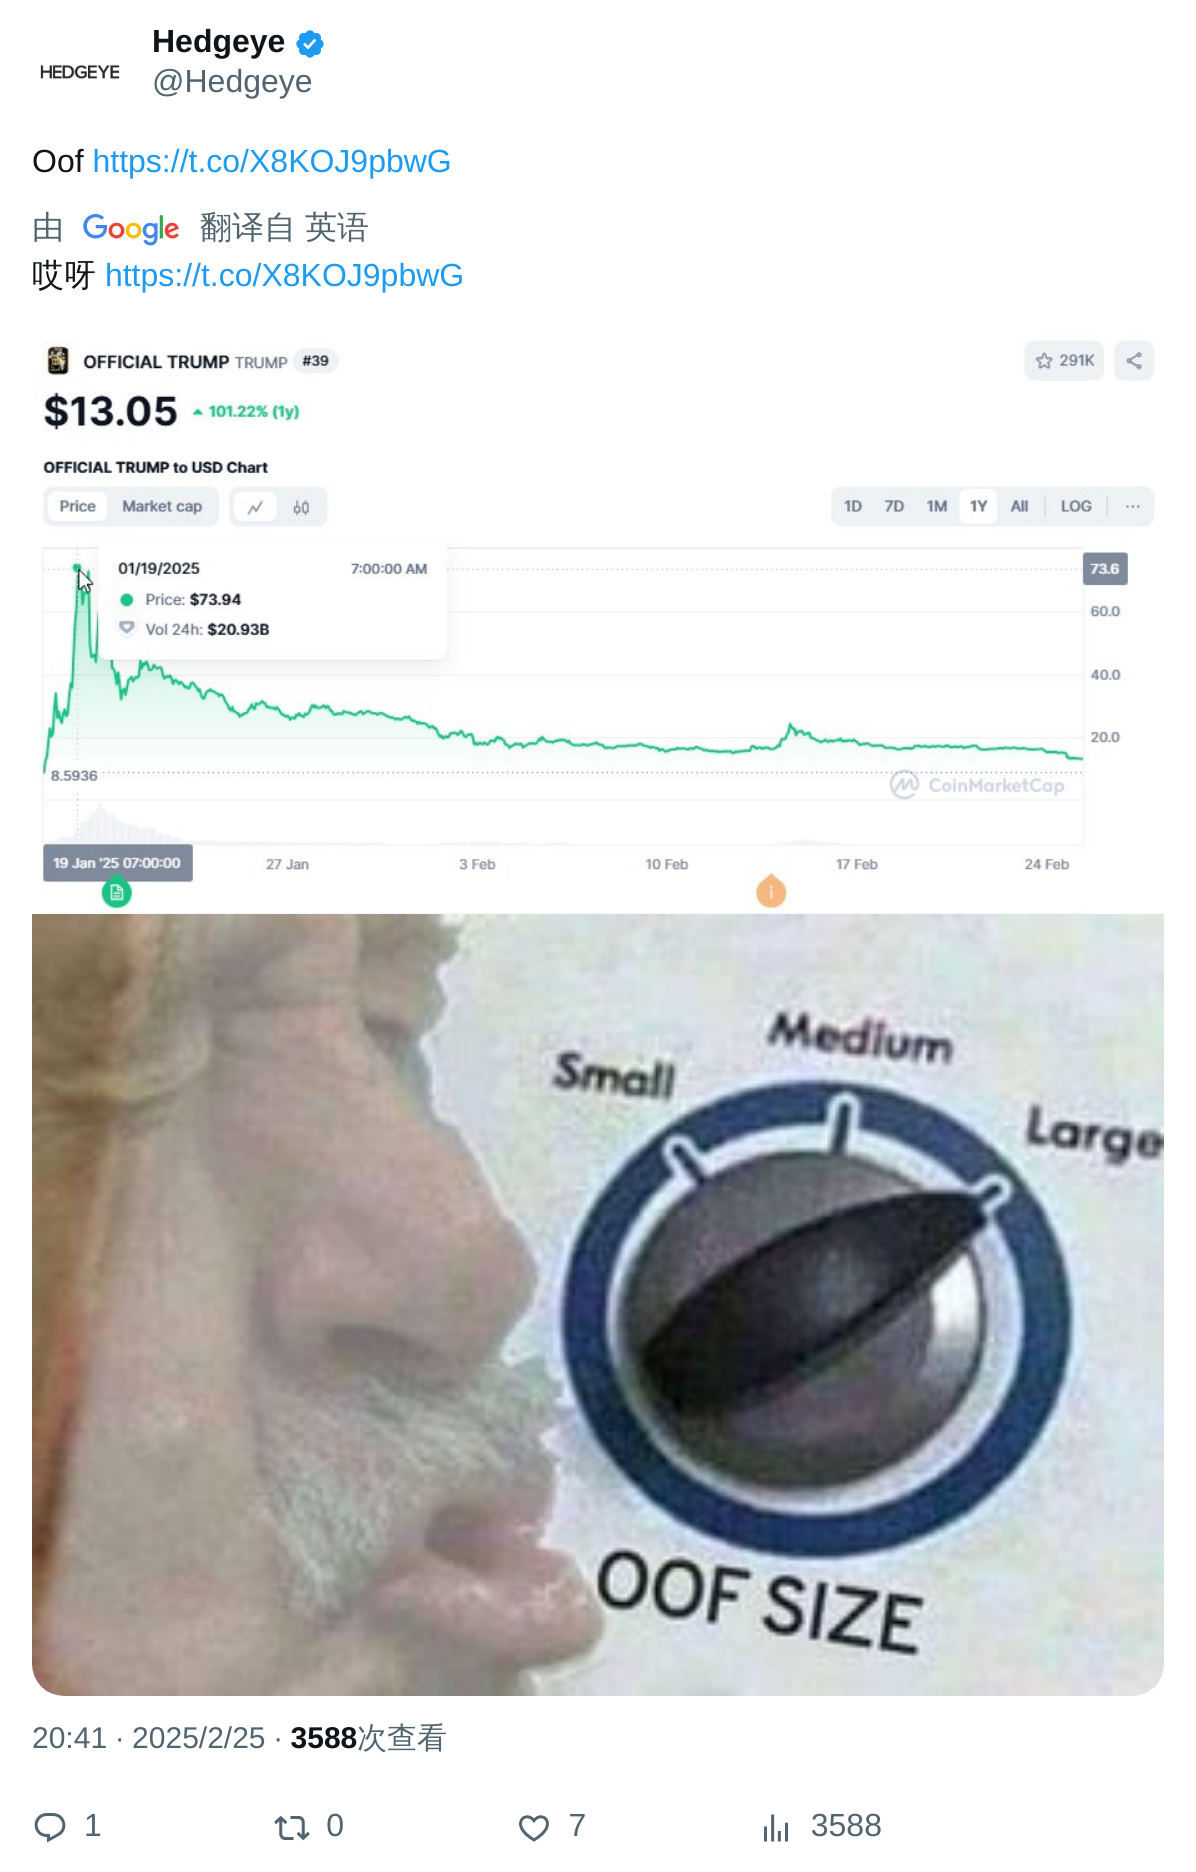 HEDGEYE
Hedgeye
@Hedgeye
Oof https://t.co/X8KOJ9pbwG
由 Google 翻译自 英语
哎呀 https://t.co/X8KOJ9pbwG
OFFICIAL TRUMP TRUMP #39
291K
$13.05 101.22% (1y)
OFFICIAL TRUMP to USD Chart
Price Market cap
1D 7D 1M 1Y All LOG ...
01/19/2025 7:00:00 AM
Price: $73.94
Vol 24h: $20.93B
73.6
60.0
40.0
20.0
8.5936
CoinMarketCap
19 Jan '25 07:00:00 27 Jan 3 Feb 10 Feb 17 Feb 24 Feb
Small
Medium
Large
OOF SIZE
20:41 · 2025/2/25 · 3588次查看
1 0 7 3588